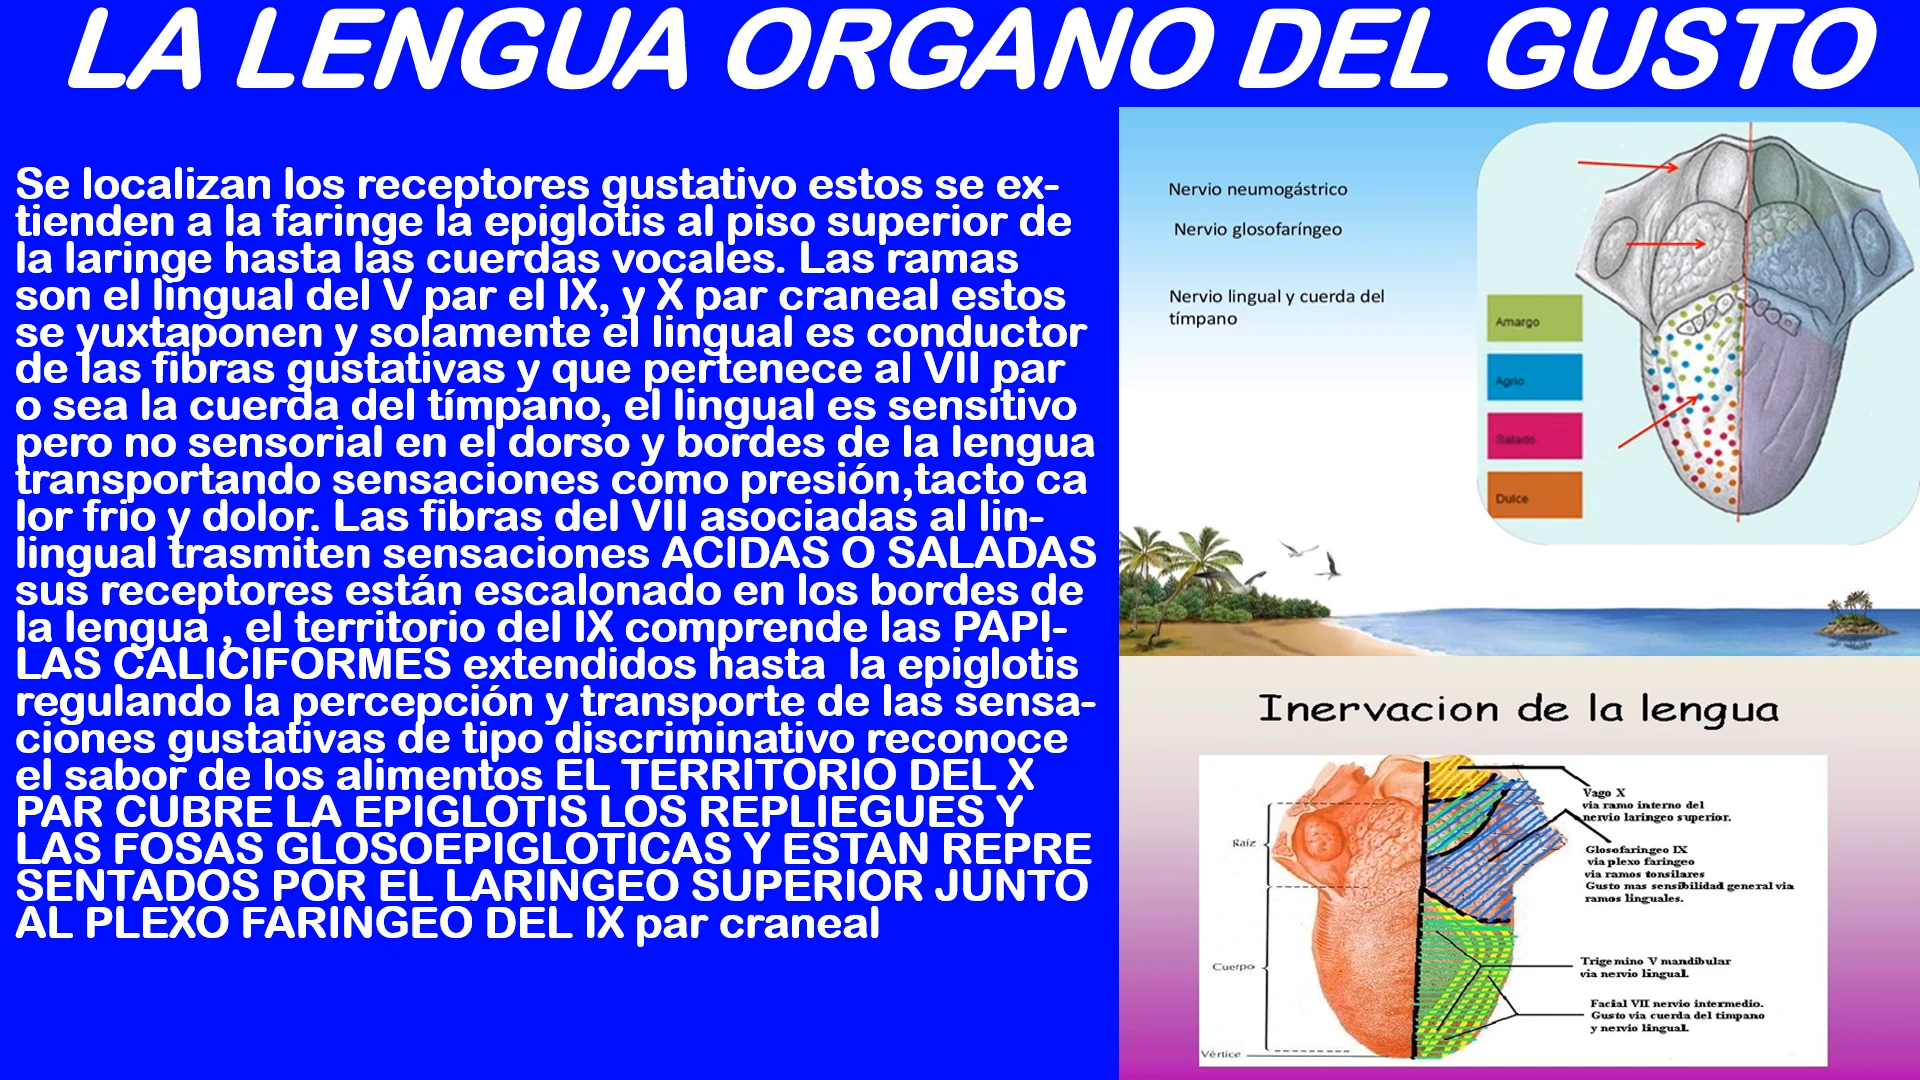 LA LENGUA ORGANO DEL GUSTO
Se localizan los receptores gustativo estos se ex-
tienden a la faringe la epiglotis al piso superior de
la laringe hasta las cuerdas vocales. Las ramas
son el lingual del V par el IX, y X par craneal estos
se yuxtaponen y solamente el lingual es conductor
de las fibras gustativas y que pertenece al VII par
o sea la cuerda del tímpano, el lingual es sensitivo
pero no sensorial en el dorso y bordes de la lengua
transportando sensaciones como presión,tacto ca
lor frio y dolor. Las fibras del VII asociadas al lin-
lingual trasmiten sensaciones ACIDAS O SALADAS
sus receptores están escalonado en los bordes de
la lengua , el territorio del IX comprende las PAPI-
LAS CALICIFORMES extendidos hasta la epiglotis
regulando la percepción y transporte de las sensa-
ciones gustativas de tipo discriminativo reconoce
el sabor de los alimentos EL TERRITORIO DEL X
PAR CUBRE LA EPIGLOTIS LOS REPLIEGUES Y
LAS FOSAS GLOSOEPIGLOTICAS Y ESTAN REPRE
SENTADOS POR EL LARINGEO SUPERIOR JUNTO
AL PLEXO FARINGEO DEL IX par craneal
Nervio neumogástrico
Nervio glosofaríngeo
Nervio lingual y cuerda del
tímpano
Amargo
Agrio
Salado
Dulce
Inervacion de la lengua
Raíz
Cuerpo
Vértice
Vago X
via ramo interno del
nervio laringeo superior.
Glosofaringeo IX
via plexo faringeo
via ramos tonsilares
Gusto mas sensibilidad general via
ramos linguales.
Trigemino V mandibular
via nervio lingual.
Facial VII nervio intermedio.
Gusto via cuerda del timpano
y nervio lingual.